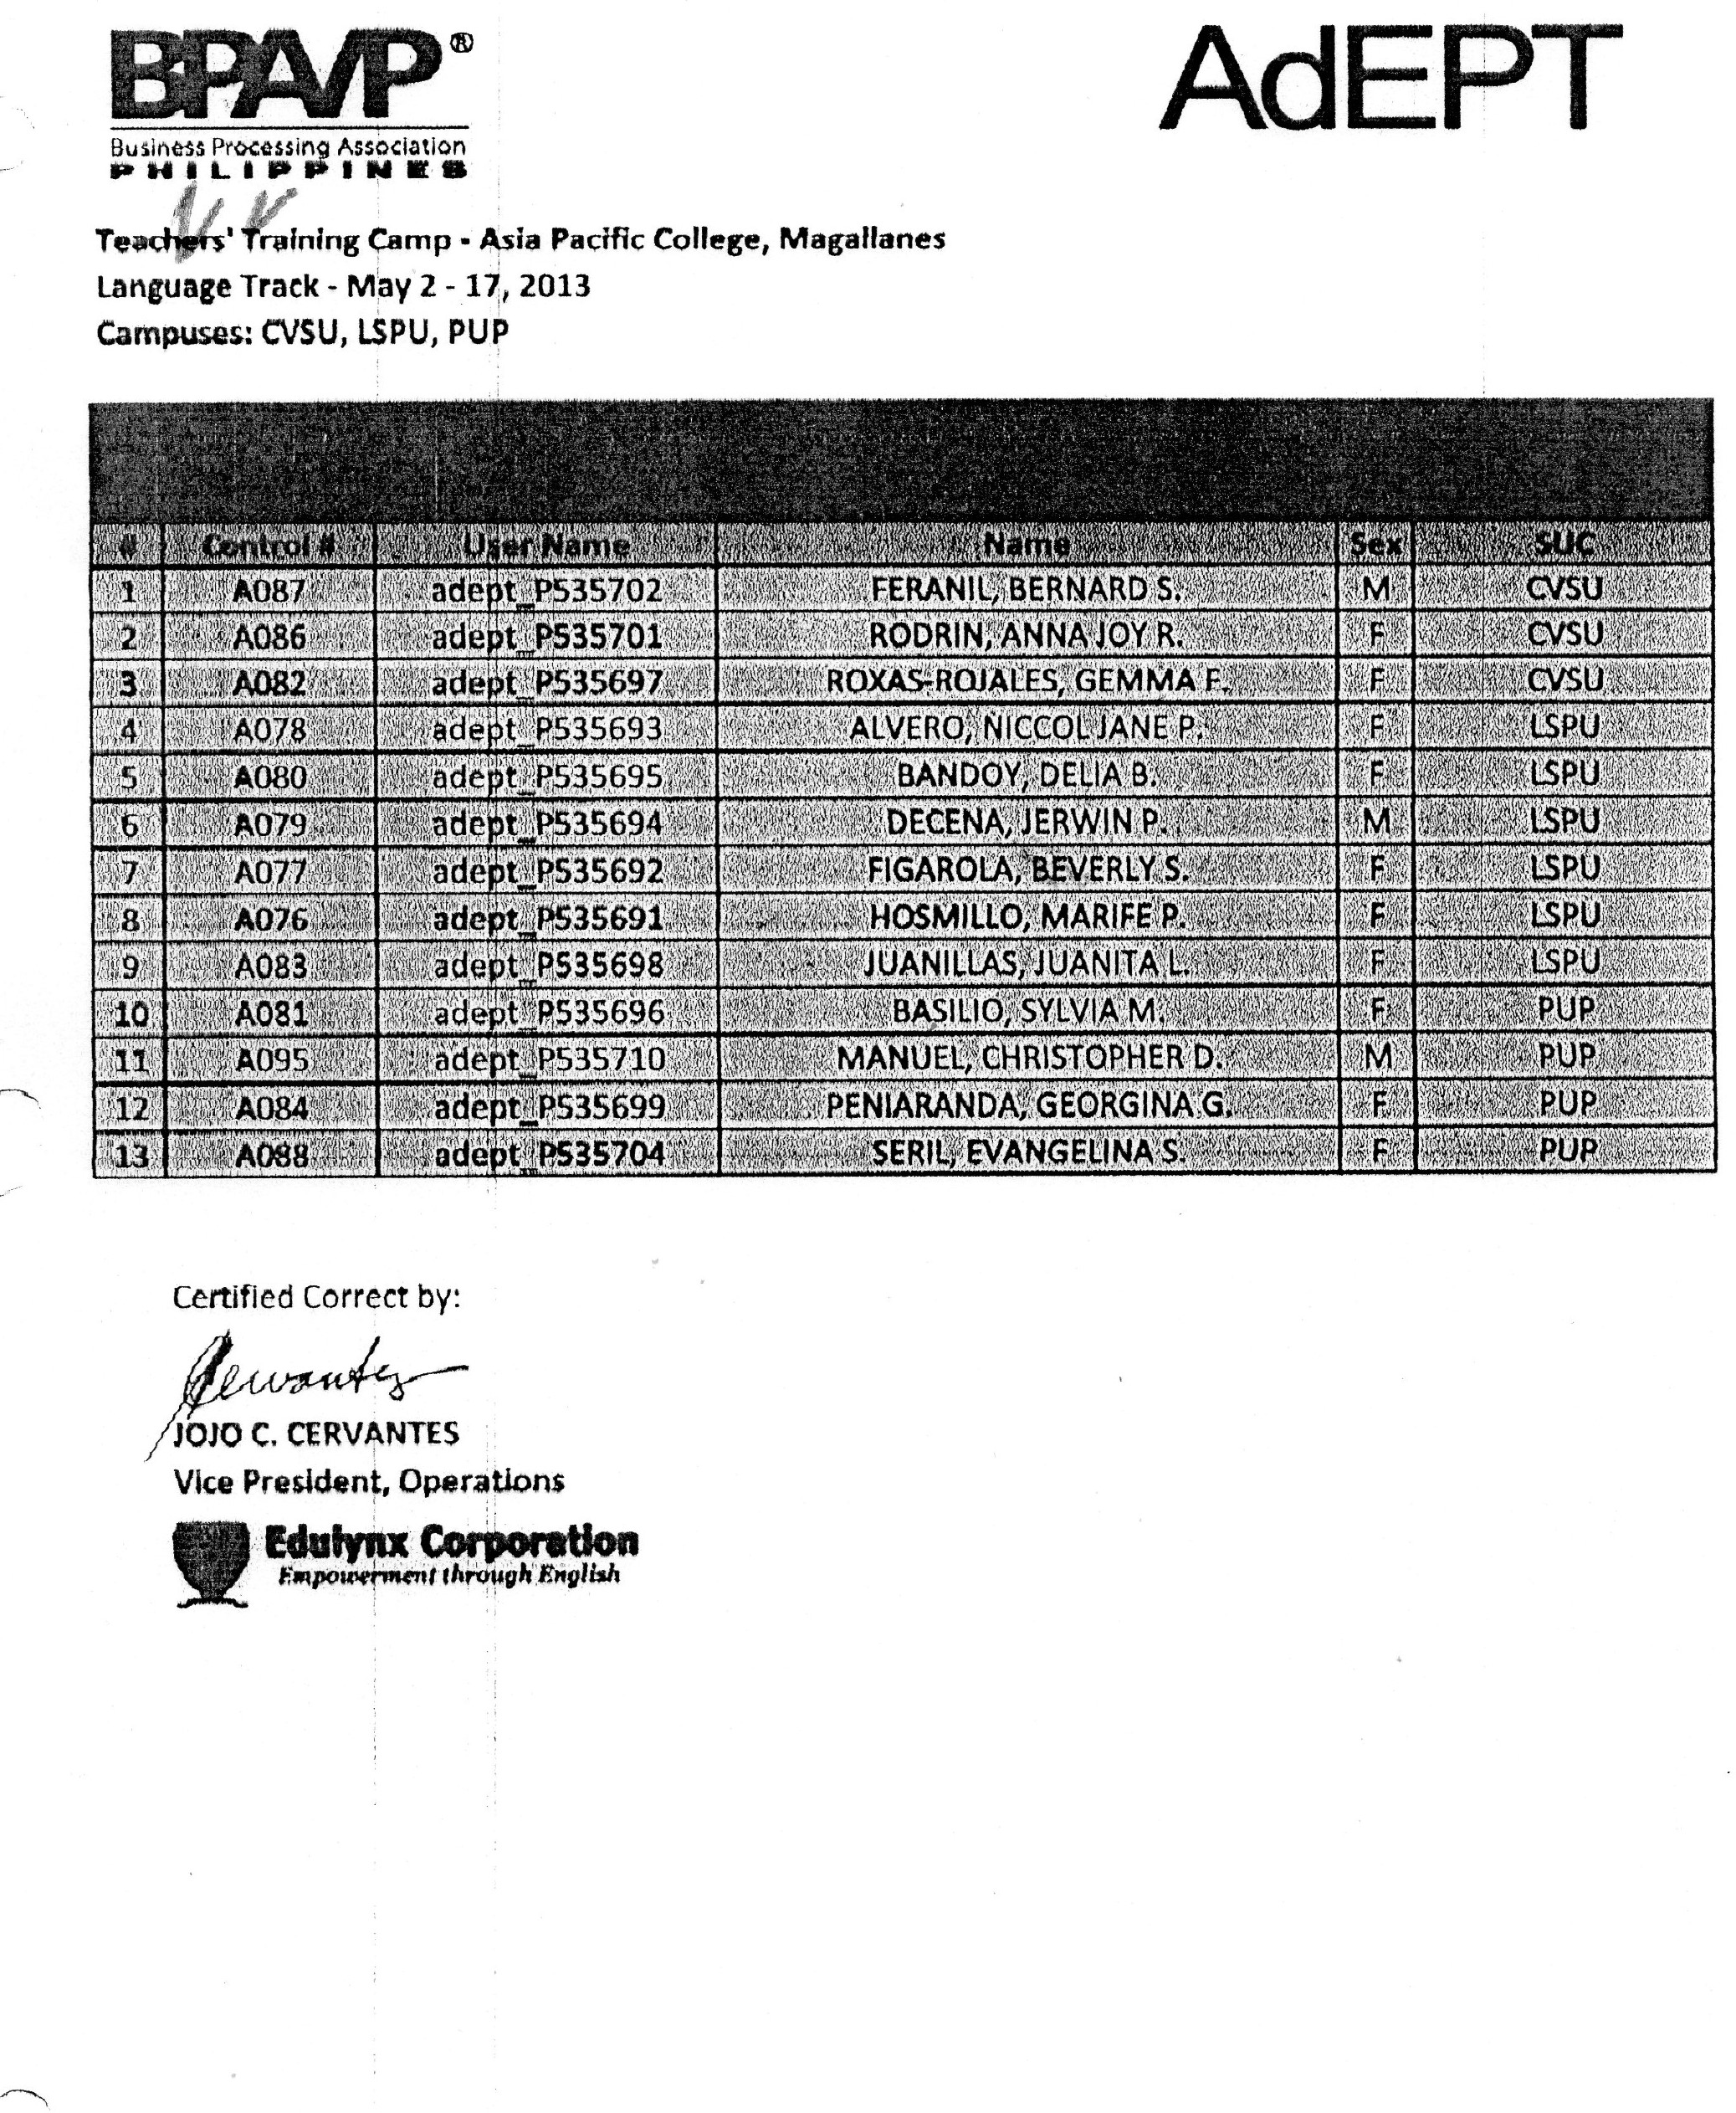 BPA/P®
AdEPT
Business Processing Association
PHILIPPINES
Teachers' Training Camp - Asia Pacific College, Magallanes
Language Track - May 2 - 17, 2013
Campuses: CVSU, LSPU, PUP
# Control # User Name Name Sex SUC
1 A087 adept_P535702 FERANIL, BERNARD S. M CVSU
2 A086 adept_P535701 RODRIN, ANNA JOY R. F CVSU
3 A082 adept_P535697 ROXAS-ROJALES, GEMMA F. F CVSU
4 A078 adept_P535693 ALVERO, NICCOL JANE P. F LSPU
5 A080 adept_P535695 BANDOY, DELIA B. F LSPU
6 A079 adept_P535694 DECENA, JERWIN P. M LSPU
7 A077 adept_P535692 FIGAROLA, BEVERLY S. F LSPU
8 A076 adept_P535691 HOSMILLO, MARIFE P. F LSPU
9 A083 adept_P535698 JUANILLAS, JUANITA L. F LSPU
10 A081 adept_P535696 BASILIO, SYLVIA M. F PUP
11 A095 adept_P535710 MANUEL, CHRISTOPHER D. M PUP
12 A084 adept_P535699 PENIARANDA, GEORGINA G. F PUP
13 A088 adept_P535704 SERIL, EVANGELINA S. F PUP
Certified Correct by:
Cervantes
JOJO C. CERVANTES
Vice President, Operations
Edulynx Corporation
Empowerment through English